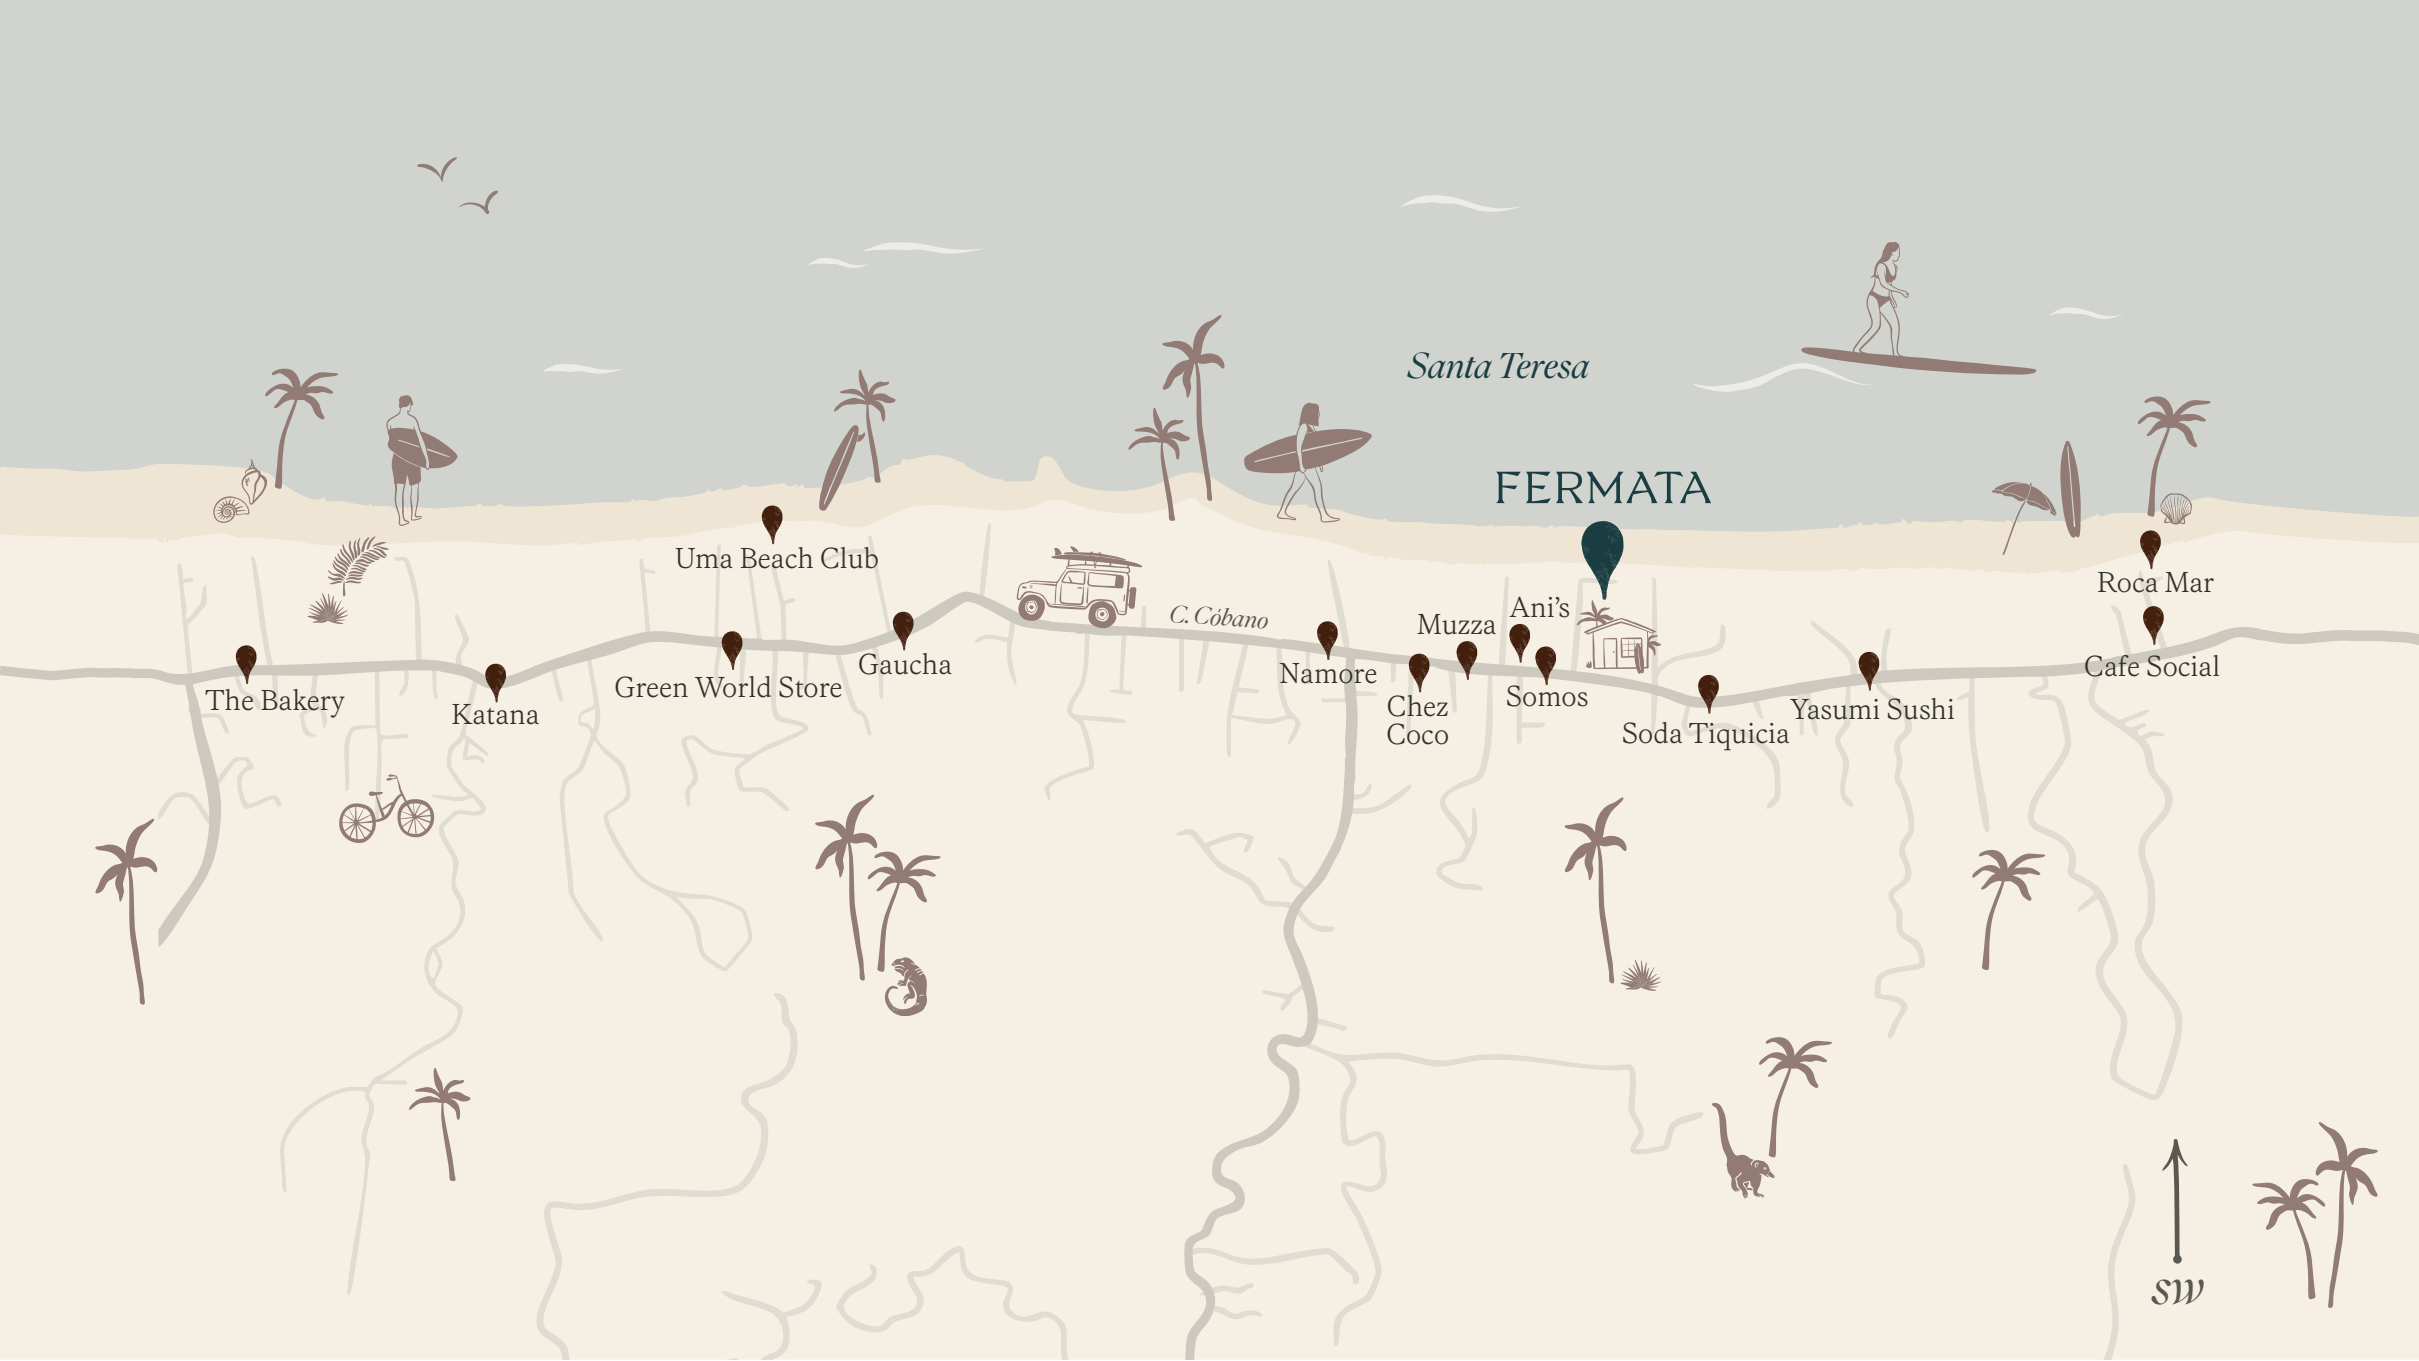 Santa Teresa
FERMATA
Uma Beach Club
Roca Mar
Ani’s
C. Cóbano
Muzza
Gaucha
Cafe Social
Namore
Green World Store
Somos
The Bakery
Chez
Coco
Yasumi Sushi
Katana
Soda Tiquicia
SW